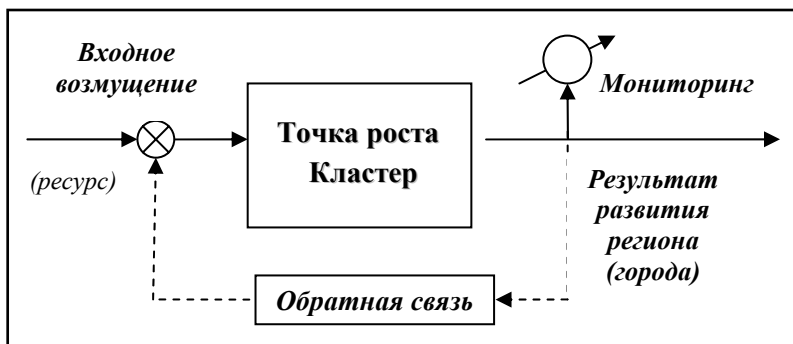 Входное
возмущение
(ресурс)
Точка роста
Кластер
Мониторинг
Результат
развития
региона
(города)
Обратная связь